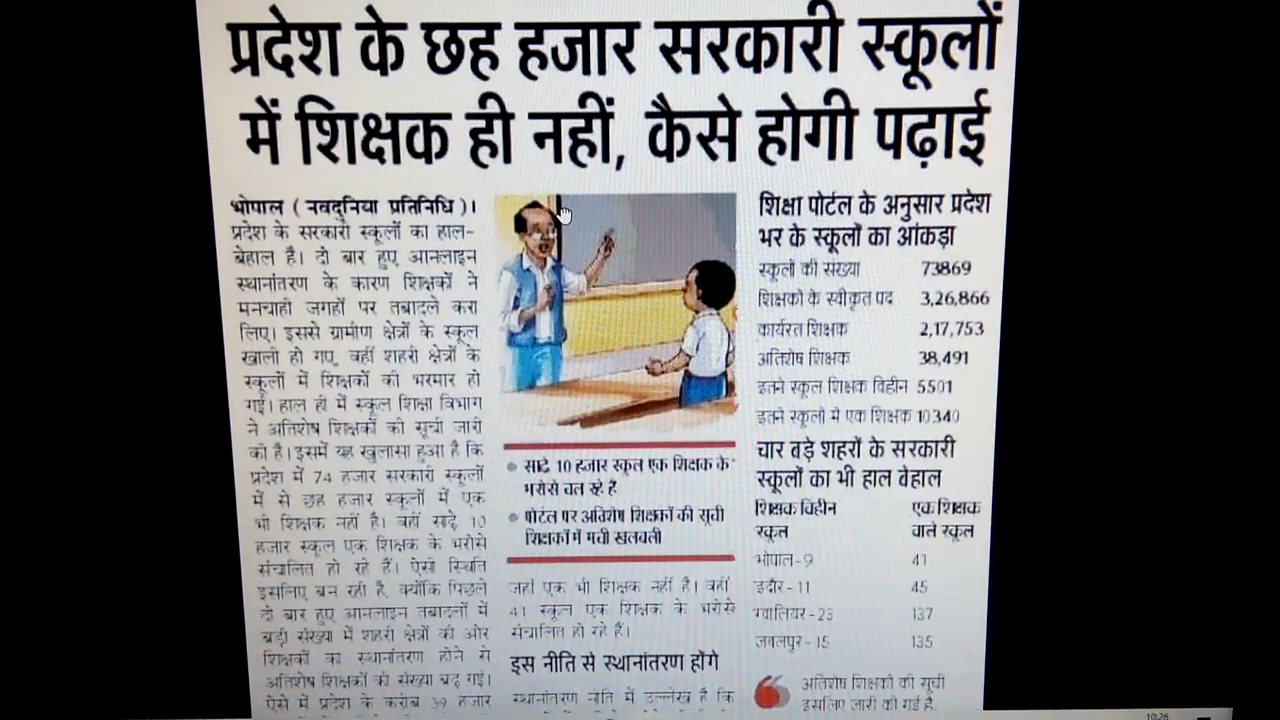 प्रदेश के छह हजार सरकारी स्कूलों
में शिक्षक ही नहीं, कैसे होगी पढ़ाई
भोपाल ( नवदुनिया प्रतिनिधि )।
प्रदेश के सरकारी स्कूलों का हाल-
बेहाल है। दो बार हुए ऑनलाइन
स्थानांतरण के कारण शिक्षकों ने
मनचाही जगहों पर तबादले करा
लिए। इससे ग्रामीण क्षेत्रों के स्कूल
खाली हो गए, वहीं शहरी क्षेत्रों के
स्कूलों में शिक्षकों की भरमार हो
गई। हाल ही में स्कूल शिक्षा विभाग
ने अतिशेष शिक्षकों की सूची जारी
की है। इसमें यह खुलासा हुआ है कि
प्रदेश में 74 हजार सरकारी स्कूलों
में से छह हजार स्कूलों में एक
भी शिक्षक नहीं है। वहीं साढ़े 10
हजार स्कूल एक शिक्षक के भरोसे
संचालित हो रहे हैं। ऐसी स्थिति
इसलिए बन रही है, क्योंकि पिछले
दो बार हुए ऑनलाइन तबादलों में
बड़ी संख्या में शहरी क्षेत्रों की ओर
शिक्षकों का स्थानांतरण होने से
अतिशेष शिक्षकों की संख्या बढ़ गई।
ऐसे में प्रदेश के करीब 39 हजार
साढ़े 10 हजार स्कूल एक शिक्षक के
भरोसे चल रहे हैं
पोर्टल पर अतिशेष शिक्षकों की सूची
शिक्षकों में मची खलबली
जहां एक भी शिक्षक नहीं है। वहीं
41 स्कूल एक शिक्षक के भरोसे
संचालित हो रहे हैं।
इस नीति से स्थानांतरण होंगे
स्थानांतरण नीति में उल्लेख है कि
शिक्षा पोर्टल के अनुसार प्रदेश
भर के स्कूलों का आंकड़ा
स्कूलों की संख्या 73869
शिक्षकों के स्वीकृत पद 3,26,866
कार्यरत शिक्षक 2,17,753
अतिशेष शिक्षक 38,491
इतने स्कूल शिक्षक विहीन 5501
इतने स्कूलों में एक शिक्षक 10340
चार बड़े शहरों के सरकारी
स्कूलों का भी हाल बेहाल
शिक्षक विहीन एक शिक्षक
स्कूल वाले स्कूल
भोपाल-9 41
इंदौर-11 45
ग्वालियर-23 137
जबलपुर-15 135
अतिशेष शिक्षकों की सूची
इसलिए जारी की गई है,
10:26